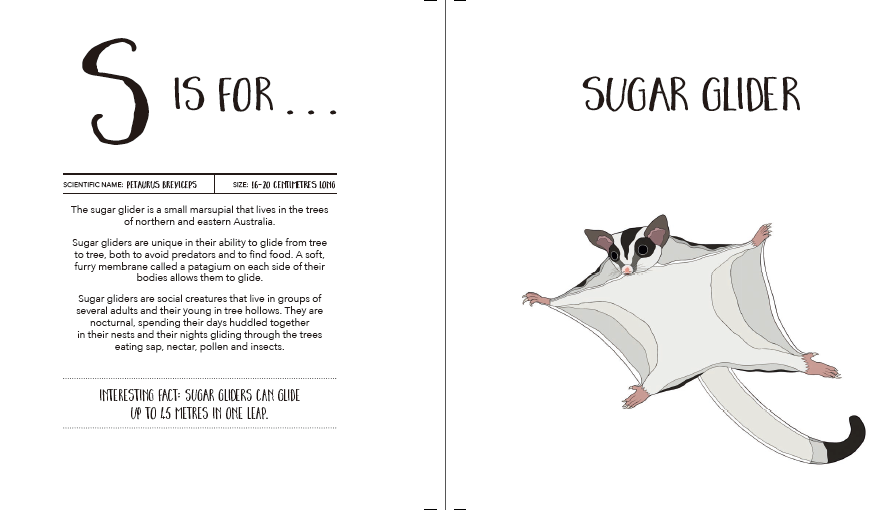 S IS FOR . . .
SUGAR GLIDER
SCIENTIFIC NAME: PETAURUS BREVICEPS SIZE: 16-20 CENTIMETRES LONG
The sugar glider is a small marsupial that lives in the trees
of northern and eastern Australia.
Sugar gliders are unique in their ability to glide from tree
to tree, both to avoid predators and to find food. A soft,
furry membrane called a patagium on each side of their
bodies allows them to glide.
Sugar gliders are social creatures that live in groups of
several adults and their young in tree hollows. They are
nocturnal, spending their days huddled together
in their nests and their nights gliding through the trees
eating sap, nectar, pollen and insects.
INTERESTING FACT: SUGAR GLIDERS CAN GLIDE
UP TO 45 METRES IN ONE LEAP.